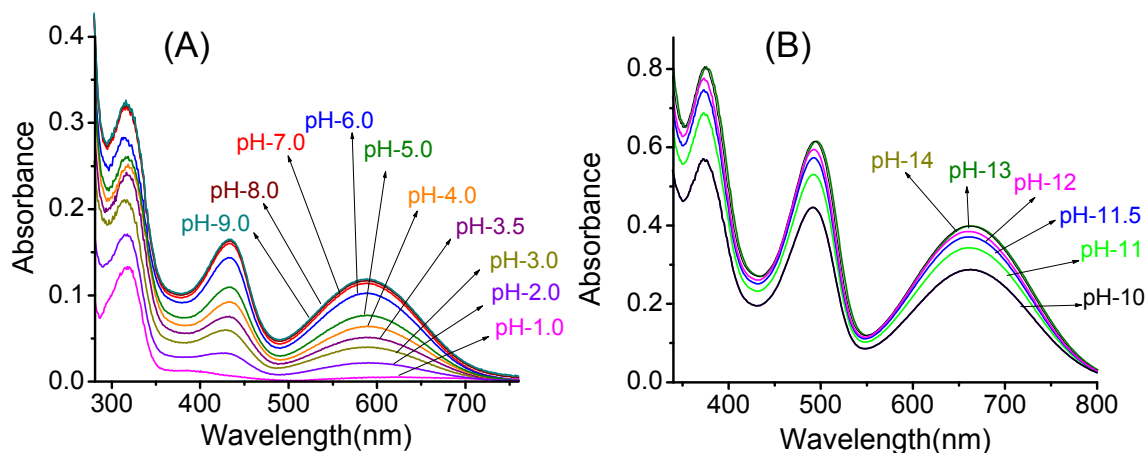 (A)
0.4
0.3
0.2
0.1
0.0
Absorbance
300 400 500 600 700
Wavelength(nm)
pH-9.0
pH-8.0
pH-7.0
pH-6.0
pH-5.0
pH-4.0
pH-3.5
pH-3.0
pH-2.0
pH-1.0
(B)
0.8
0.6
0.4
0.2
0.0
Absorbance
400 500 600 700 800
Wavelength(nm)
pH-14
pH-13
pH-12
pH-11.5
pH-11
pH-10